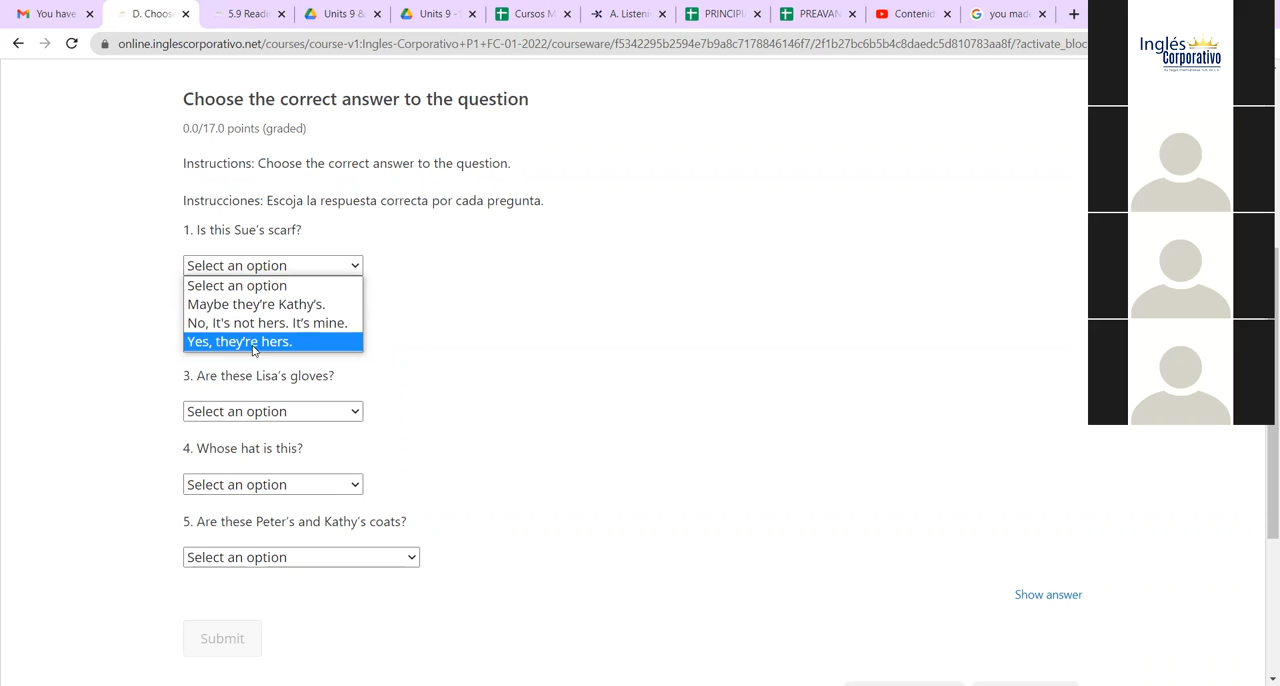 You have
D. Choos
5.9 Readi
Units 9 &
Units 9 -
Cursos M
A. Listeni
PRINCIPI
PREAVAN
Contenid
you mad
online.inglescorporativo.net/courses/course-v1:Ingles-Corporativo+P1+FC-01-2022/courseware/f5342295b2594e7b9a8c7178846146f7/2f1b27bc6b5b4c8daedc5d810783aa8f/?activate_bloc
Inglés
Corporativo
Choose the correct answer to the question
0.0/17.0 points (graded)
Instructions: Choose the correct answer to the question.
Instrucciones: Escoja la respuesta correcta por cada pregunta.
1. Is this Sue's scarf?
Select an option
Select an option
Maybe they're Kathy's.
No, It's not hers. It's mine.
Yes, they're hers.
3. Are these Lisa's gloves?
Select an option
4. Whose hat is this?
Select an option
5. Are these Peter's and Kathy's coats?
Select an option
Show answer
Submit